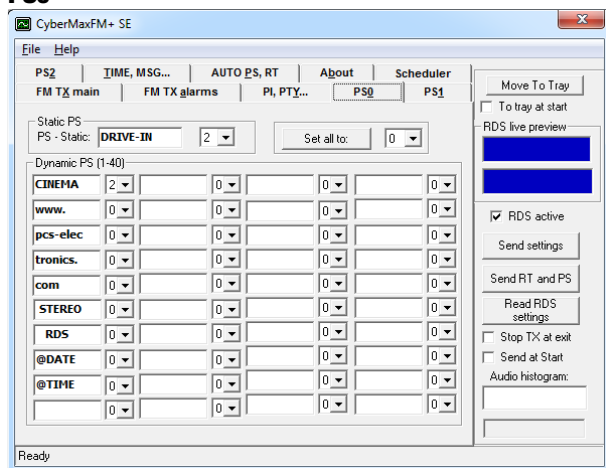 CyberMaxFM+ SE
File Help
PS2 TIME, MSG... AUTO PS, RT About Scheduler
FM TX main FM TX alarms PI, PTY... PS0 PS1
Move To Tray
To tray at start
Static PS
PS - Static: DRIVE-IN 2 Set all to: 0
RDS live preview
Dynamic PS (1-40)
CINEMA 2 0 0 0
www. 0 0 0 0
pcs-elec 0 0 0 0
tronics. 0 0 0 0
com 0 0 0 0
STEREO 0 0 0 0
RDS 0 0 0 0
@DATE 0 0 0 0
@TIME 0 0 0 0
0 0 0 0
RDS active
Send settings
Send RT and PS
Read RDS
settings
Stop TX at exit
Send at Start
Audio histogram:
Ready